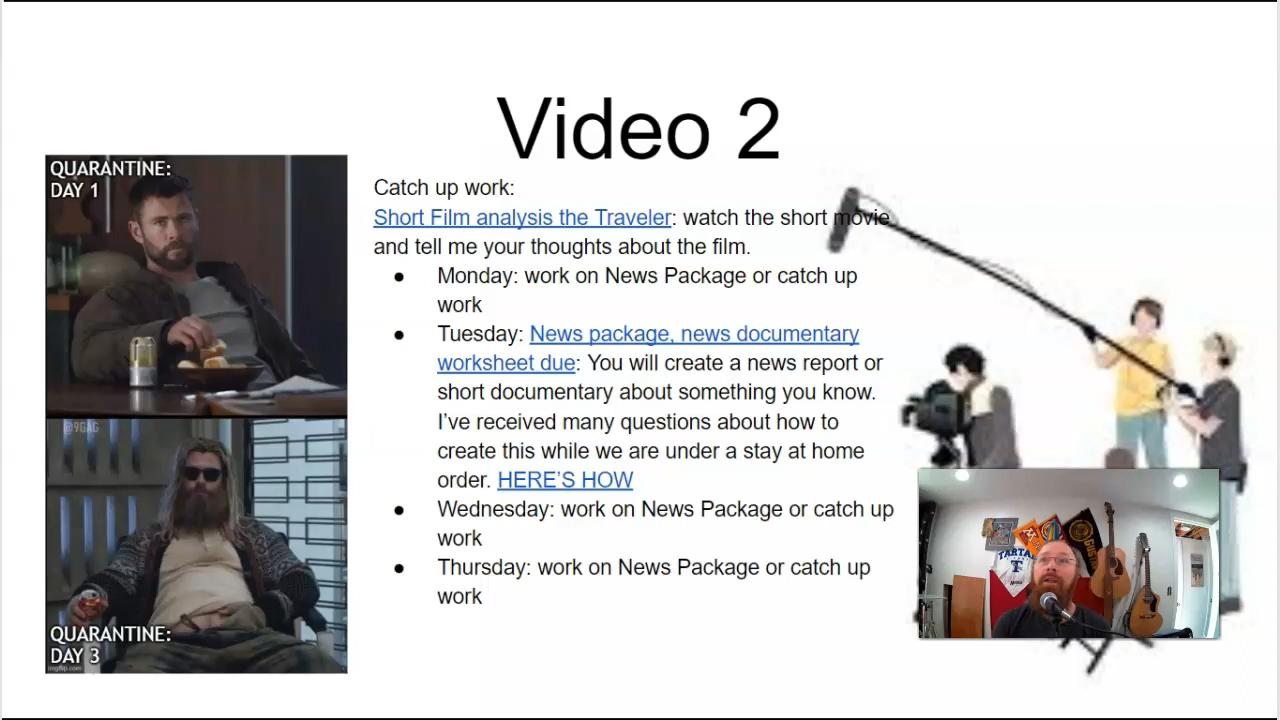 Video 2
QUARANTINE:
DAY 1
@9GAG
QUARANTINE:
DAY 3
imgflip.com
Catch up work:
Short Film analysis the Traveler: watch the short movie
and tell me your thoughts about the film.
● Monday: work on News Package or catch up
work
● Tuesday: News package, news documentary
worksheet due: You will create a news report or
short documentary about something you know.
I’ve received many questions about how to
create this while we are under a stay at home
order. HERE’S HOW
● Wednesday: work on News Package or catch up
work
● Thursday: work on News Package or catch up
work
TARTAN
T